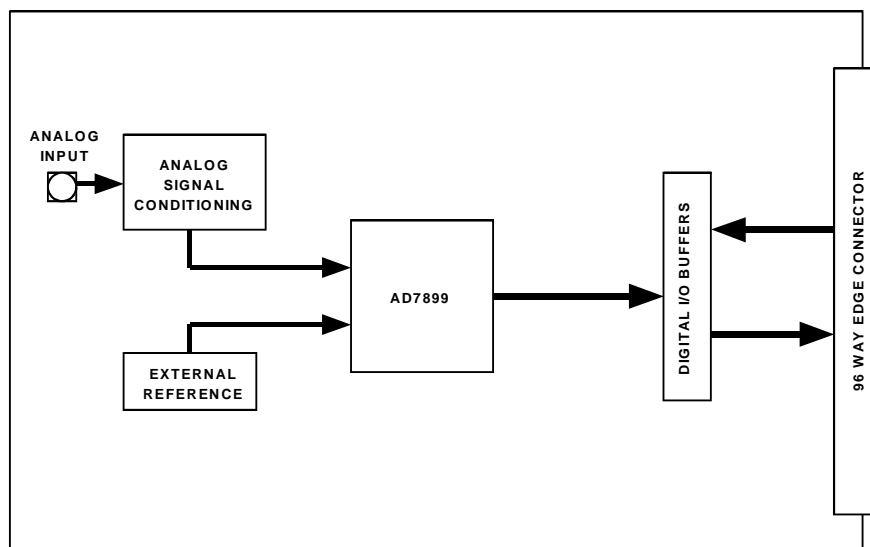 ANALOG
INPUT
ANALOG
SIGNAL
CONDITIONING
AD7899
EXTERNAL
REFERENCE
DIGITAL I/O BUFFERS
96 WAY EDGE CONNECTOR